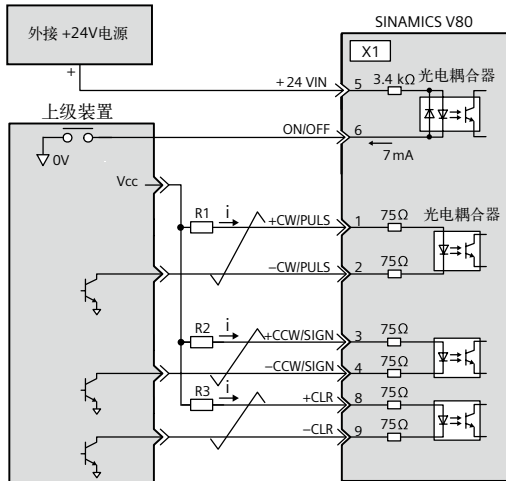 SINAMICS V80
外接 +24V电源
X1
+
+24 VIN
5
3.4 kΩ
光电耦合器
上级装置
ON/OFF
6
0V
7mA
Vcc
R1
i
+CW/PULS
1
75Ω
光电耦合器
−CW/PULS
2
75Ω
R2
i
+CCW/SIGN
3
75Ω
−CCW/SIGN
4
75Ω
R3
i
+CLR
8
75Ω
−CLR
9
75Ω